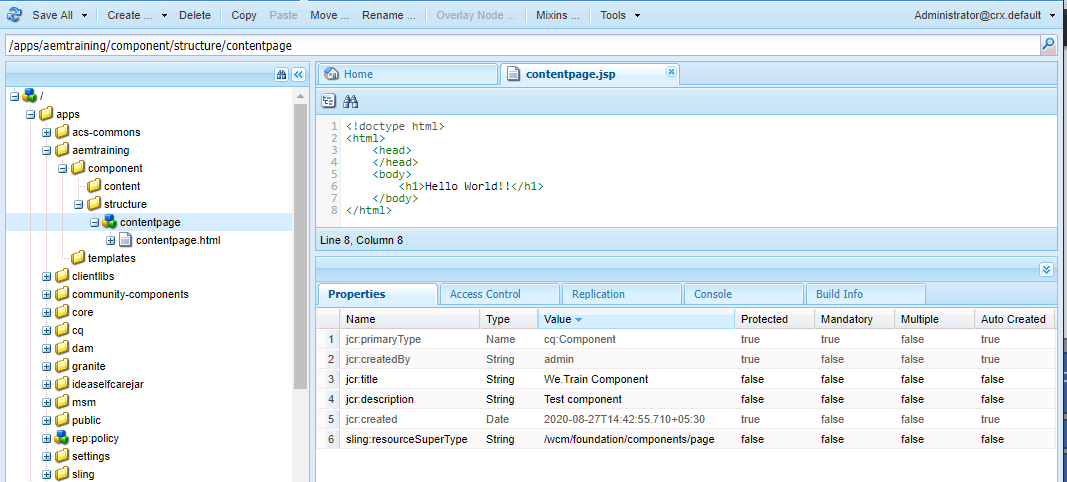 Save All Create ... Delete Copy Paste Move ... Rename ... Overlay Node ... Mixins ... Tools Administrator@crx.default
/apps/aemtraining/component/structure/contentpage
/
apps
acs-commons
aemtraining
component
content
structure
contentpage
contentpage.html
templates
clientlibs
community-components
core
cq
dam
granite
ideaselfcarejar
msm
public
rep:policy
settings
sling
Home contentpage.jsp
1 <!doctype html>
2 <html>
3 <head>
4 </head>
5 <body>
6 <h1>Hello World!!</h1>
7 </body>
8 </html>
Line 8, Column 8
Properties Access Control Replication Console Build Info
Name Type Value Protected Mandatory Multiple Auto Created
1 jcr:primaryType Name cq:Component true true false true
2 jcr:createdBy String admin true false false true
3 jcr:title String We.Train Component false false false false
4 jcr:description String Test component false false false false
5 jcr:created Date 2020-08-27T14:42:55.710+05:30 true false false true
6 sling:resourceSuperType String /wcm/foundation/components/page false false false false